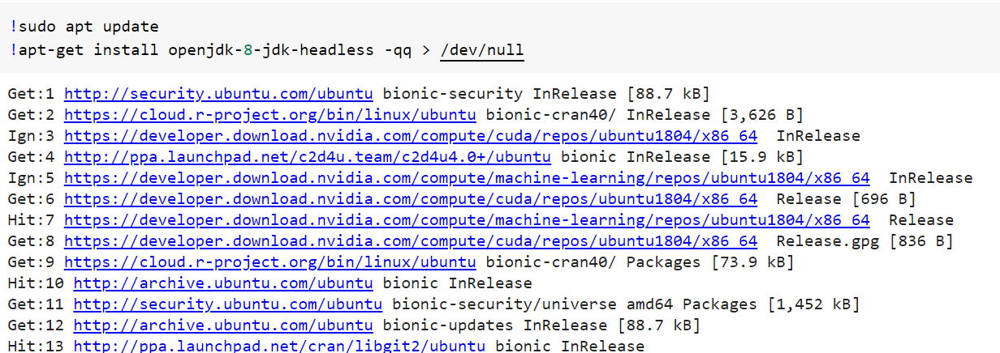 !sudo apt update
!apt-get install openjdk-8-jdk-headless -qq > /dev/null
Get:1 http://security.ubuntu.com/ubuntu bionic-security InRelease [88.7 kB]
Get:2 https://cloud.r-project.org/bin/linux/ubuntu bionic-cran40/ InRelease [3,626 B]
Ign:3 https://developer.download.nvidia.com/compute/cuda/repos/ubuntu1804/x86_64  InRelease
Get:4 http://ppa.launchpad.net/c2d4u.team/c2d4u4.0+/ubuntu bionic InRelease [15.9 kB]
Ign:5 https://developer.download.nvidia.com/compute/machine-learning/repos/ubuntu1804/x86_64  InRelease
Get:6 https://developer.download.nvidia.com/compute/cuda/repos/ubuntu1804/x86_64  Release [696 B]
Hit:7 https://developer.download.nvidia.com/compute/machine-learning/repos/ubuntu1804/x86_64  Release
Get:8 https://developer.download.nvidia.com/compute/cuda/repos/ubuntu1804/x86_64  Release.gpg [836 B]
Get:9 https://cloud.r-project.org/bin/linux/ubuntu bionic-cran40/ Packages [73.9 kB]
Hit:10 http://archive.ubuntu.com/ubuntu bionic InRelease
Get:11 http://security.ubuntu.com/ubuntu bionic-security/universe amd64 Packages [1,452 kB]
Get:12 http://archive.ubuntu.com/ubuntu bionic-updates InRelease [88.7 kB]
Hit:13 http://ppa.launchpad.net/cran/libgit2/ubuntu bionic InRelease